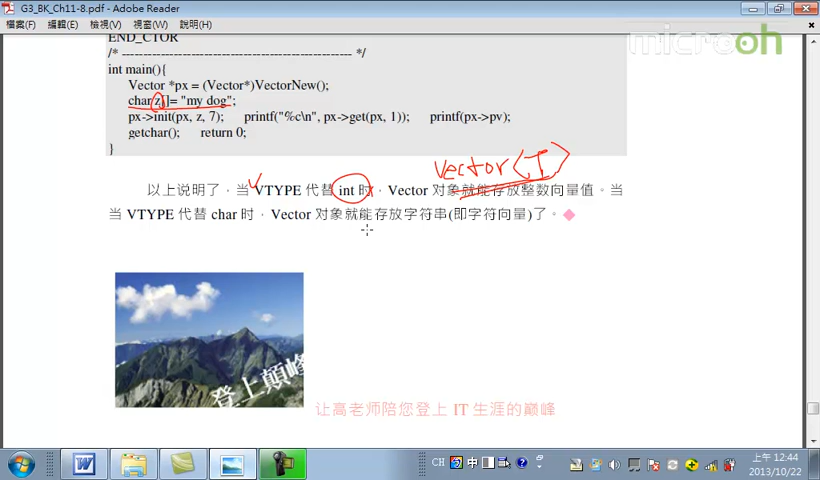 G3_BK_Ch11-8.pdf - Adobe Reader
檔案(F) 編輯(E) 檢視(V) 視窗(W) 說明(H)
microoh
END_CTOR
/* ------------------------------------------------- */
int main(){
Vector *px = (Vector*)VectorNew();
char z[]= "my dog";
px->init(px, z, 7); printf("%c\n", px->get(px, 1)); printf(px->pv);
getchar(); return 0;
}
vector<T>
以上说明了，当 VTYPE 代替 int 时，Vector 对象就能存放整数向量值。当
当 VTYPE 代替 char 时，Vector 对象就能存放字符串(即字符向量)了。
登上顛峰
让高老师陪您登上 IT 生涯的巅峰
CH 中
上午 12:44
2013/10/22